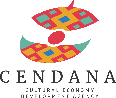 CENDANA
CULTURAL ECONOMY
DEVELOPMENT AGENCY